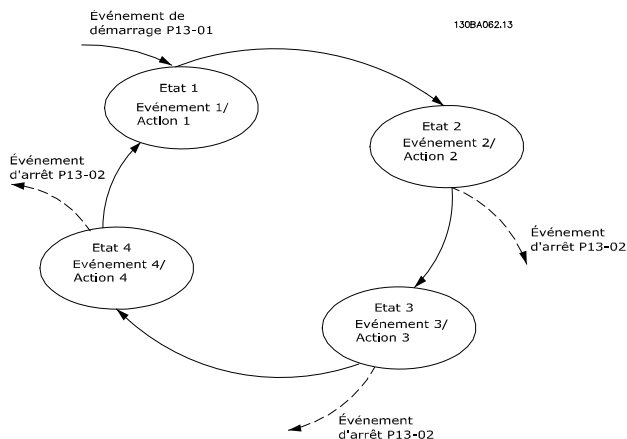 Événement de
démarrage P13-01
130BA062.13
Etat 1
Evénement 1/
Action 1
Etat 2
Evénement 2/
Action 2
Événement
d'arrêt P13-02
Événement
d'arrêt P13-02
Etat 4
Evénement 4/
Action 4
Etat 3
Evénement 3/
Action 3
Événement
d'arrêt P13-02